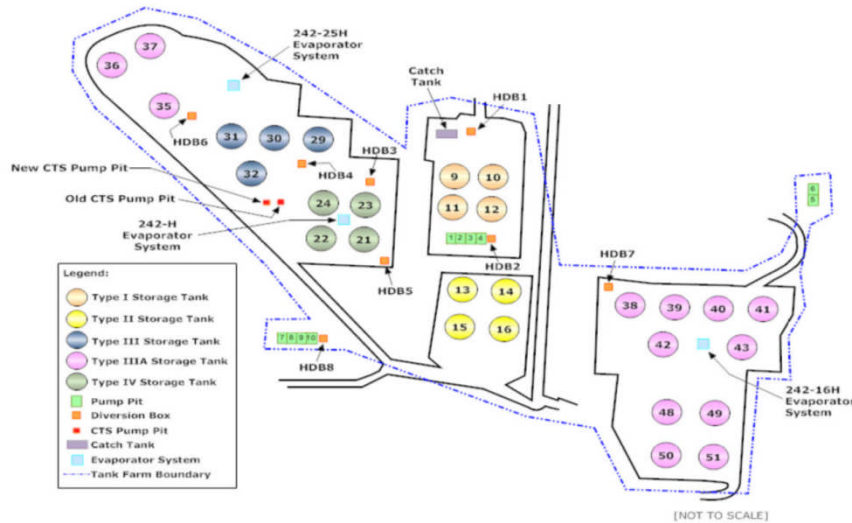 37
36
242-25H
Evaporator
System
Catch
Tank
HDB1
35
HDB6
31
30
29
HDB3
New CTS Pump Pit
32
HDB4
9
10
6
5
Old CTS Pump Pit
24
23
11
12
242-H
Evaporator
System
22
21
1 2 3 4
HDB2
HDB7
HDB5
Legend:
Type I Storage Tank
Type II Storage Tank
Type III Storage Tank
Type IIIA Storage Tank
Type IV Storage Tank
Pump Pit
Diversion Box
CTS Pump Pit
Catch Tank
Evaporator System
Tank Farm Boundary
13
14
15
16
38
39
40
41
7 8 9 10
HDB8
42
43
242-16H
Evaporator
System
48
49
50
51
[NOT TO SCALE]